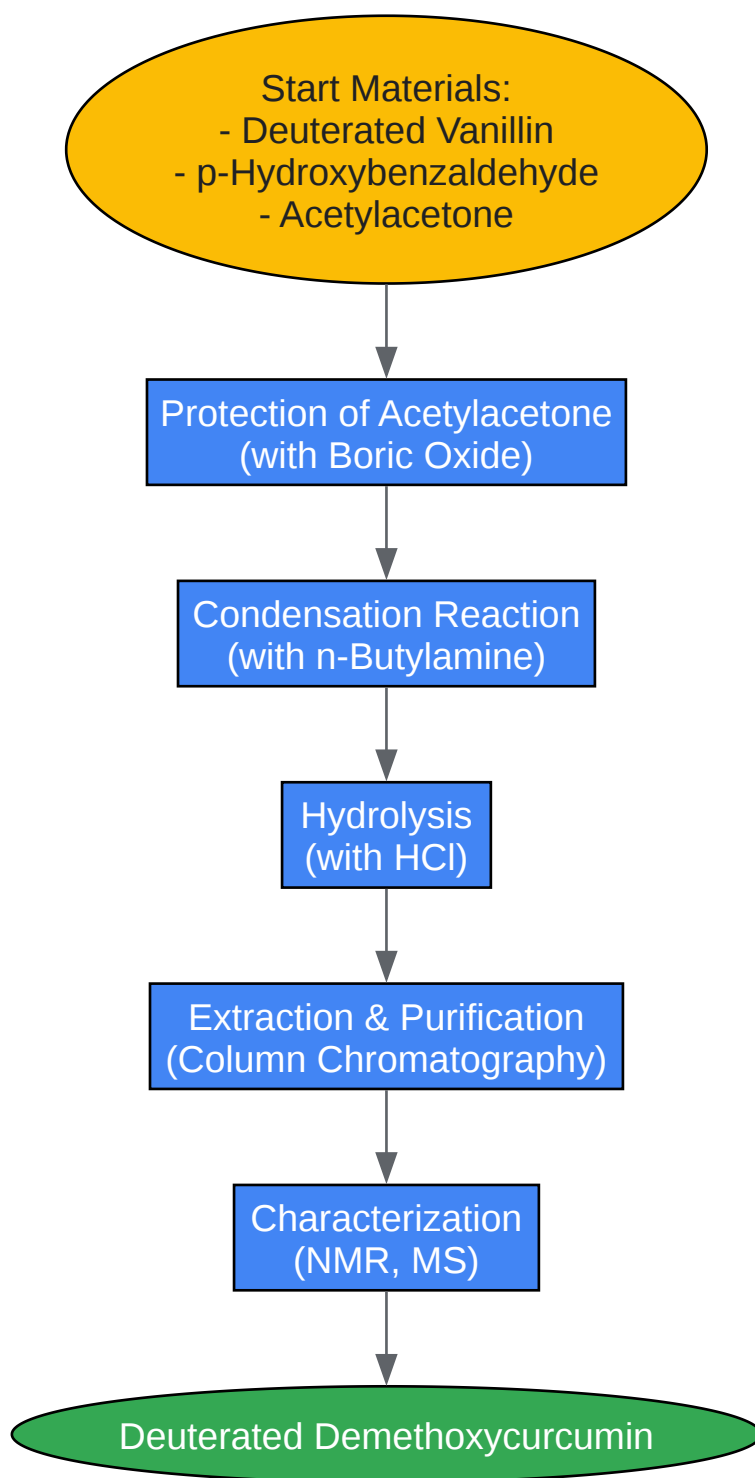 Start Materials:
- Deuterated Vanillin
- p-Hydroxybenzaldehyde
- Acetylacetone
Protection of Acetylacetone
(with Boric Oxide)
Condensation Reaction
(with n-Butylamine)
Hydrolysis
(with HCl)
Extraction & Purification
(Column Chromatography)
Characterization
(NMR, MS)
Deuterated Demethoxycurcumin